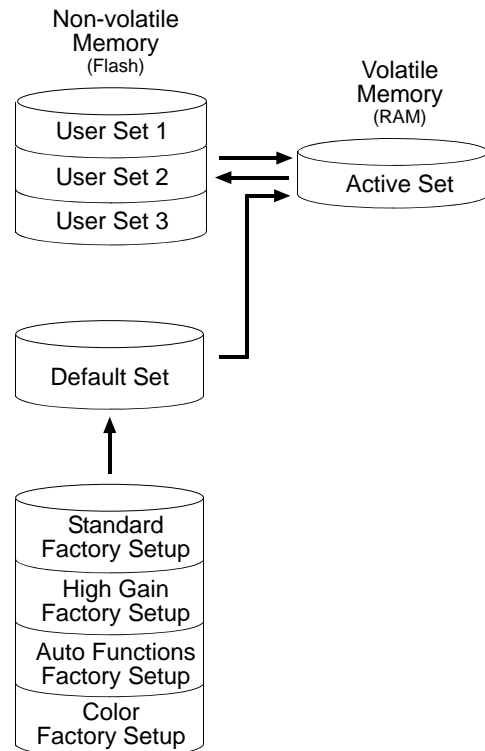 Non-volatile
Memory
(Flash)
User Set 1
User Set 2
User Set 3
Volatile
Memory
(RAM)
Active Set
Default Set
Standard
Factory Setup
High Gain
Factory Setup
Auto Functions
Factory Setup
Color
Factory Setup